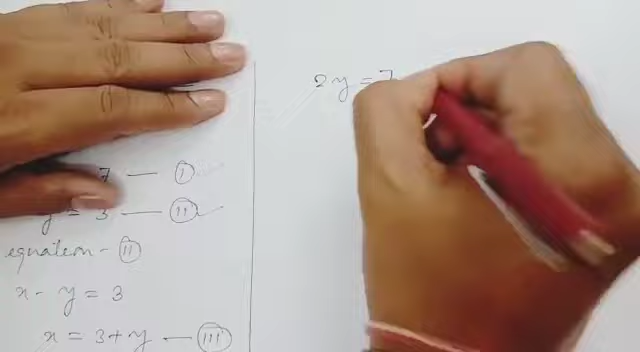 7 — (I)
y = 3 — (II)
equation - (II)
x - y = 3
x = 3 + y — (III)
2y = 7